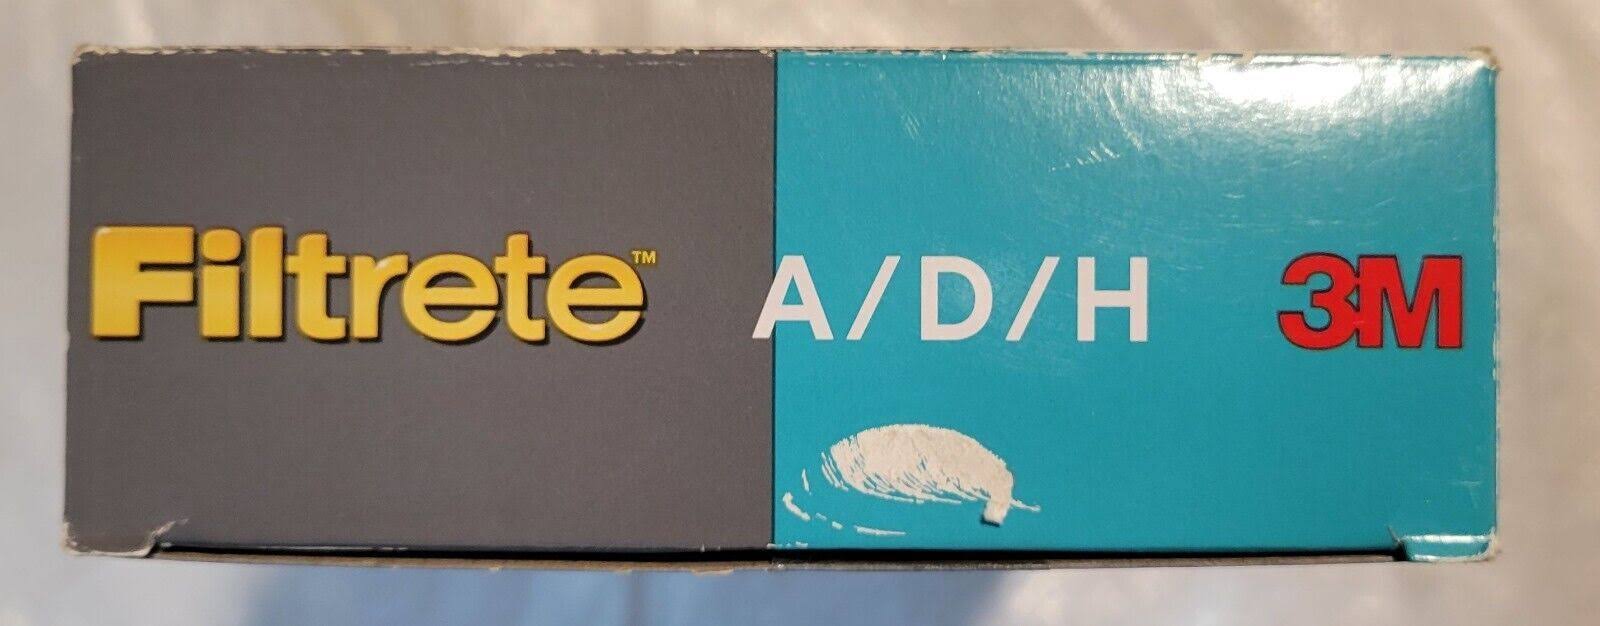 Filtrete™ A/D/H 3M